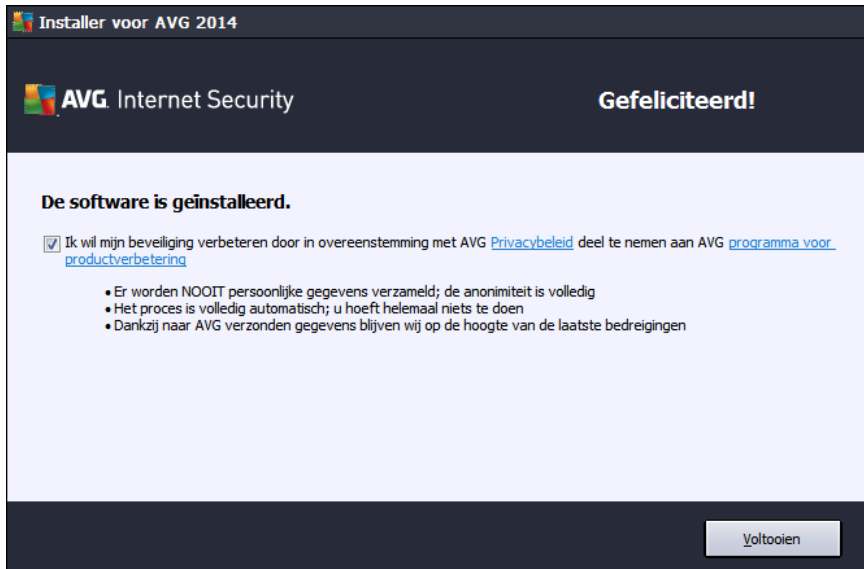 Installer voor AVG 2014
AVG. Internet Security
Gefeliciteerd!
De software is geïnstalleerd.
Ik wil mijn beveiliging verbeteren door in overeenstemming met AVG Privacybeleid deel te nemen aan AVG programma voor
productverbetering
• Er worden NOOIT persoonlijke gegevens verzameld; de anonimiteit is volledig
• Het proces is volledig automatisch; u hoeft helemaal niets te doen
• Dankzij naar AVG verzonden gegevens blijven wij op de hoogte van de laatste bedreigingen
Voltooien